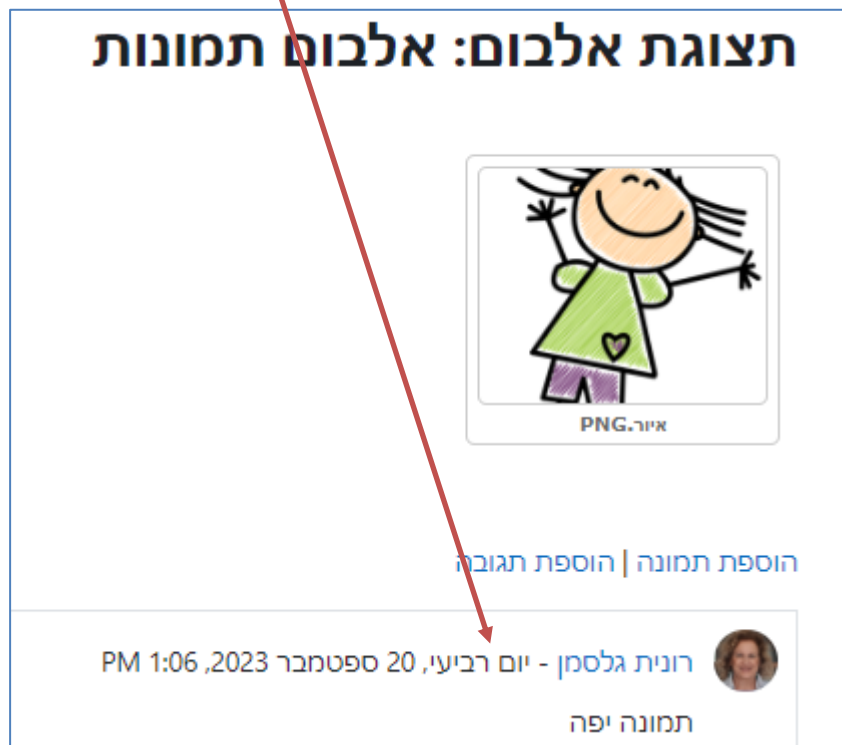 תצוגת אלבום: אלבום תמונות
איור.PNG
הוספת תמונה | הוספת תגובה
רונית גלסמן - יום רביעי, 20 ספטמבר 2023, 1:06 PM
תמונה יפה